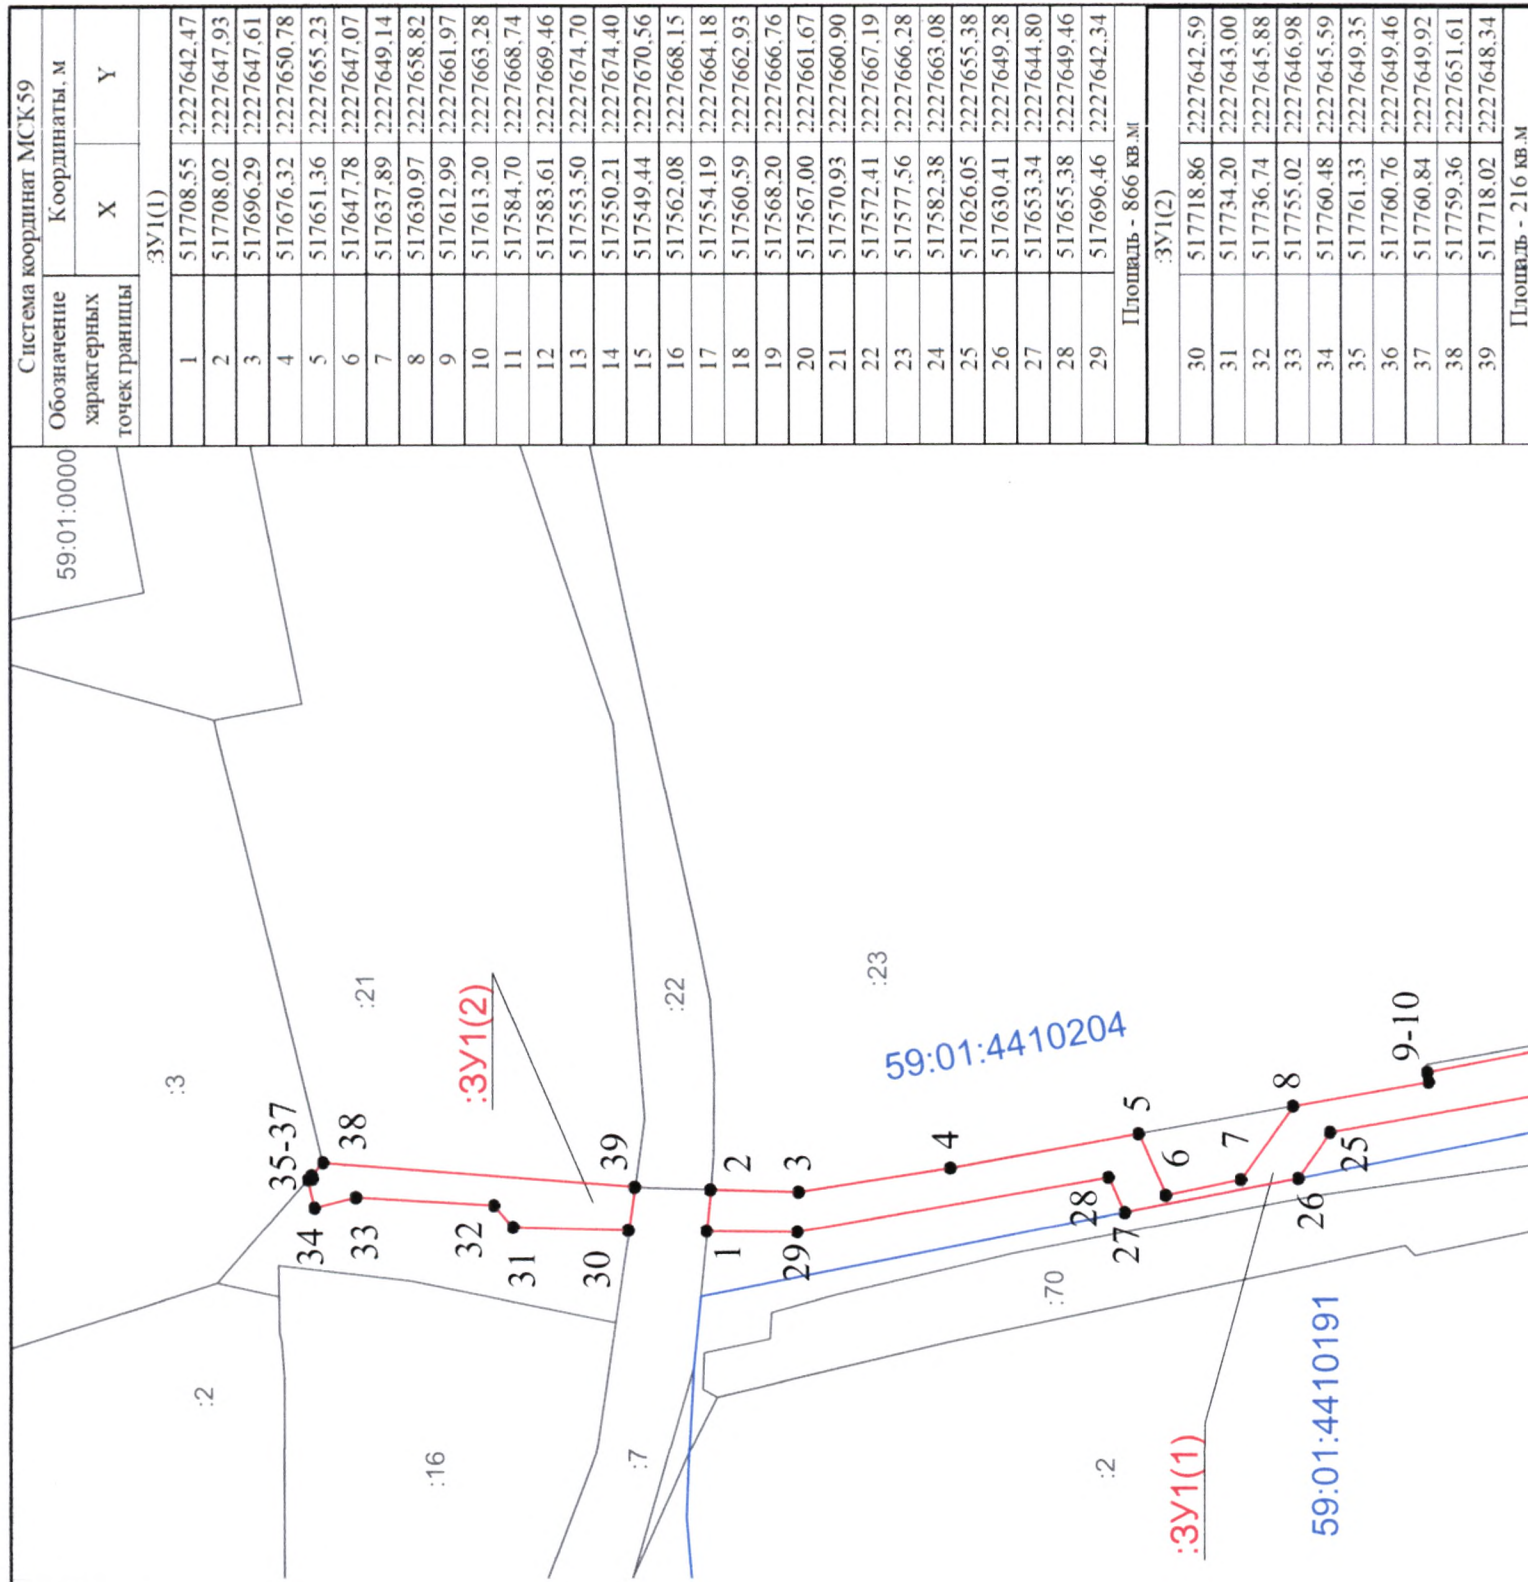 Система координат МСК59
Обозначение характерных точек границы Координаты, м
X Y
:ЗУ1(1)
1 517708,55 2227642,47
2 517708,02 2227647,93
3 517696,29 2227647,61
4 517676,32 2227650,78
5 517651,36 2227655,23
6 517647,78 2227647,07
7 517637,89 2227649,14
8 517630,97 2227658,82
9 517612,99 2227661,97
10 517613,20 2227663,28
11 517584,70 2227668,74
12 517583,61 2227669,46
13 517553,50 2227674,70
14 517550,21 2227674,40
15 517549,44 2227670,56
16 517562,08 2227668,15
17 517554,19 2227664,18
18 517560,59 2227662,93
19 517568,20 2227666,76
20 517567,00 2227661,67
21 517570,93 2227660,90
22 517572,41 2227667,19
23 517577,56 2227666,28
24 517582,38 2227663,08
25 517626,05 2227655,38
26 517630,41 2227649,28
27 517653,34 2227644,80
28 517655,38 2227649,46
29 517696,46 2227642,34
Площадь - 866 кв.м
:ЗУ1(2)
30 517718,86 2227642,59
31 517734,20 2227643,00
32 517736,74 2227645,88
33 517755,02 2227646,98
34 517760,48 2227645,59
35 517761,33 2227649,35
36 517760,76 2227649,46
37 517760,84 2227649,92
38 517759,36 2227651,61
39 517718,02 2227648,34
Площадь - 216 кв.м
59:01:0000
:3
:21
35-37
38
34
33
:ЗУ1(2)
32
31
:2
:16
30
39
:22
:7
1
2
3
29
:23
4
59:01:4410204
5
28
27
6
7
8
:70
26
25
9-10
:2
:ЗУ1(1)
59:01:4410191